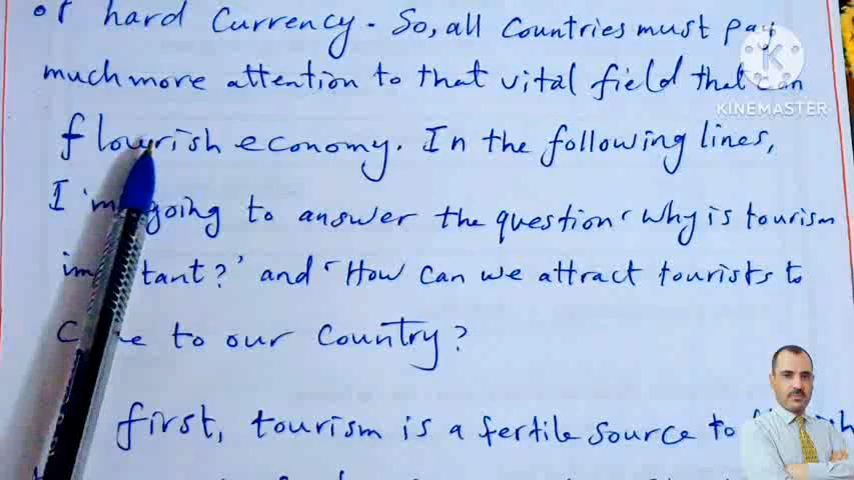 of hard Currency. So, all Countries must pay
much more attention to that vital field that can
flourish economy. In the following lines,
I'm going to answer the question ‘Why is tourism
tant?’ and ‘How can we attract tourists to
to our Country?
first, tourism is a fertile source to
K
KINEMASTER